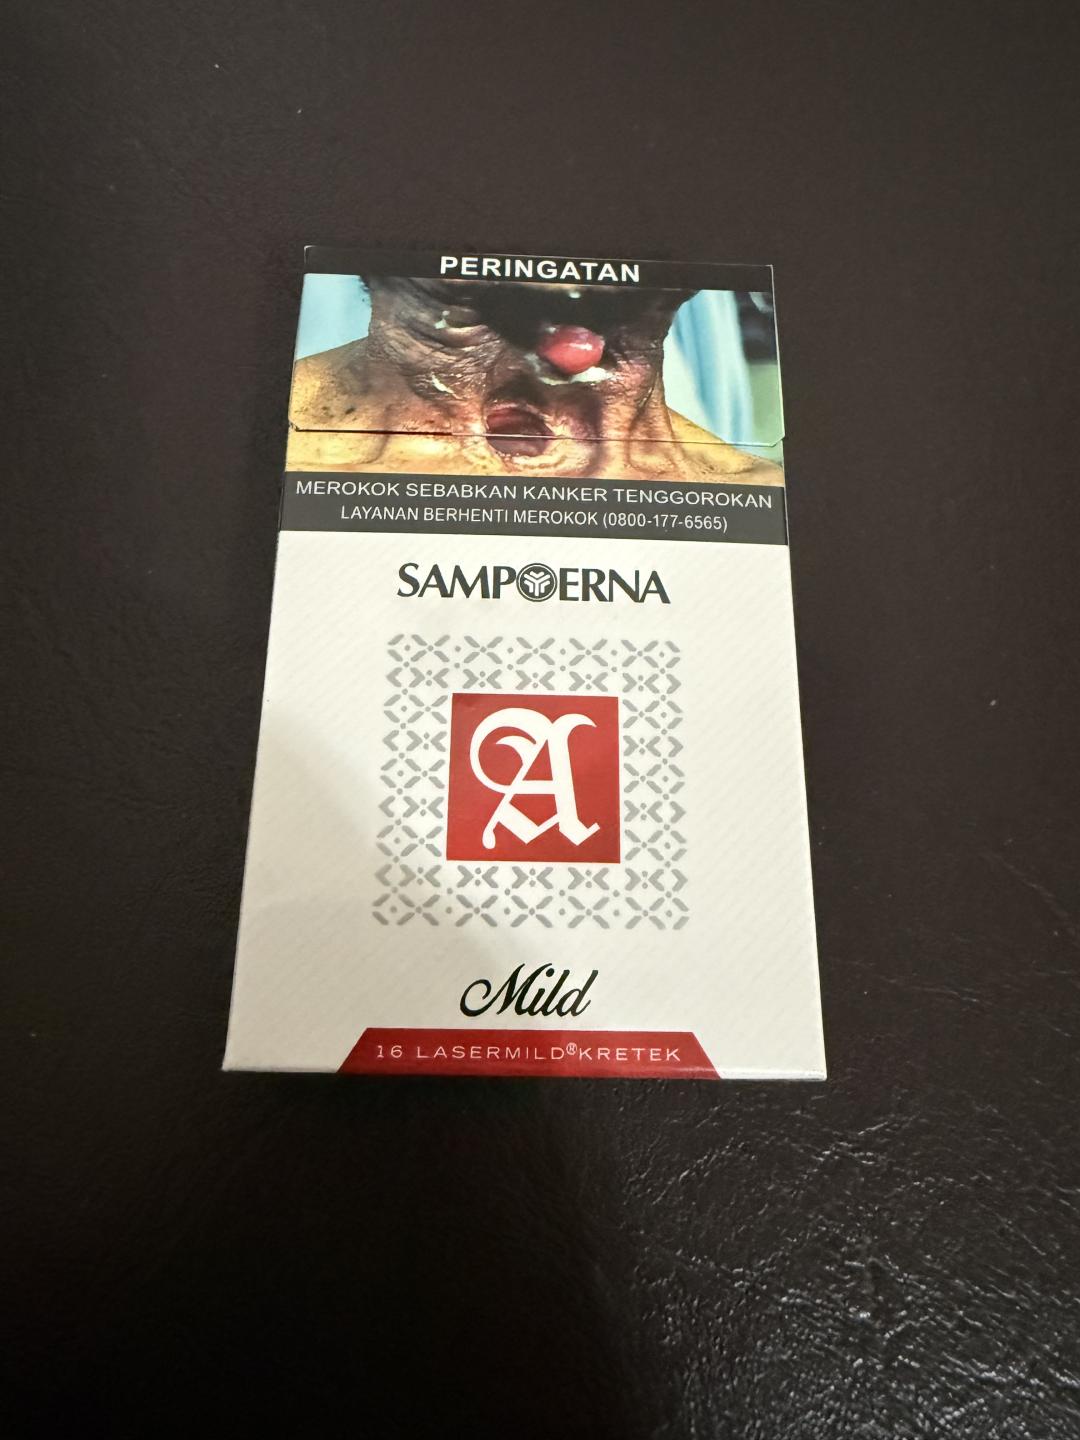 PERINGATAN
MEROKOK SEBABKAN KANKER TENGGOROKAN
LAYANAN BERHENTI MEROKOK (0800-177-6565)
SAMPOERNA
A
Mild
16 LASERMILD® KRETEK